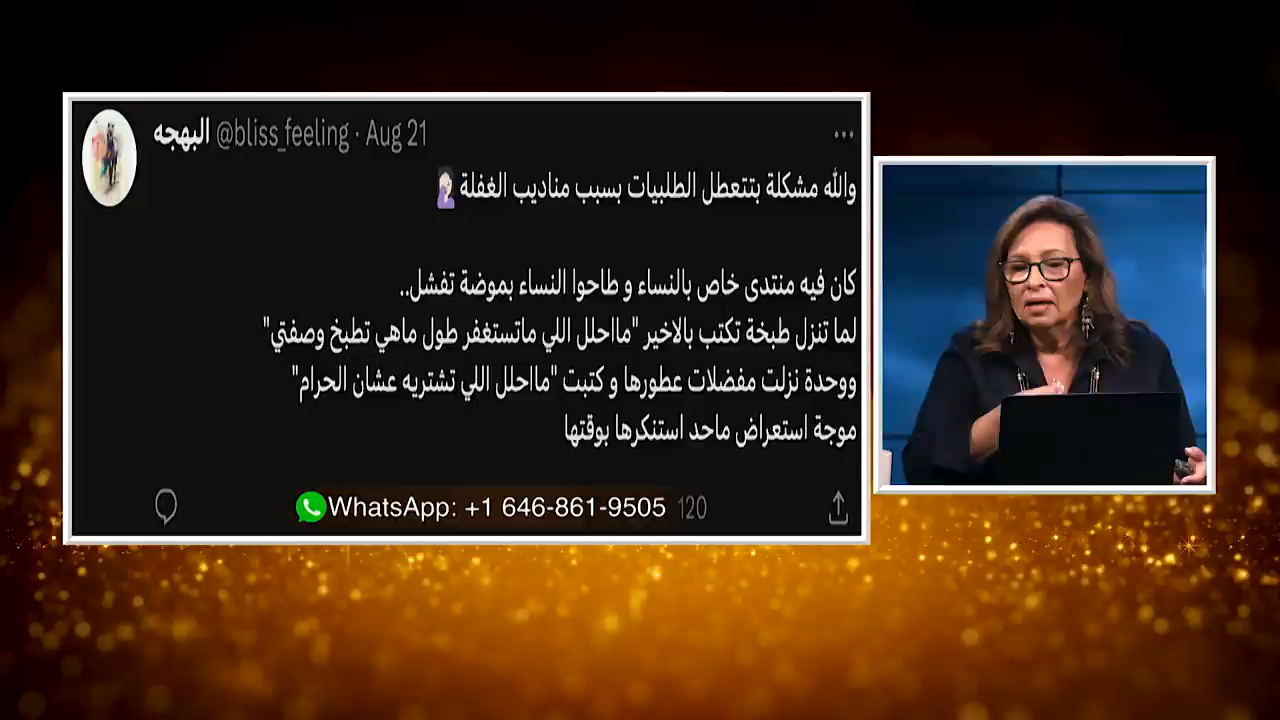 البهجه @bliss_feeling · Aug 21
والله مشكلة بتتعطل الطلبيات بسبب مناديب الغفلة🤦🏻‍♀️
كان فيه منتدى خاص بالنساء و طاحوا النساء بموضة تفشل..
لما تنزل طبخة تكتب بالاخير "مااحلل اللي ماتستغفر طول ماهي تطبخ وصفتي"
ووحدة نزلت مفضلات عطورها و كتبت "مااحلل اللي تشتريه عشان الحرام"
موجة استعراض ماحد استنكرها بوقتها
WhatsApp: +1 646-861-9505 120